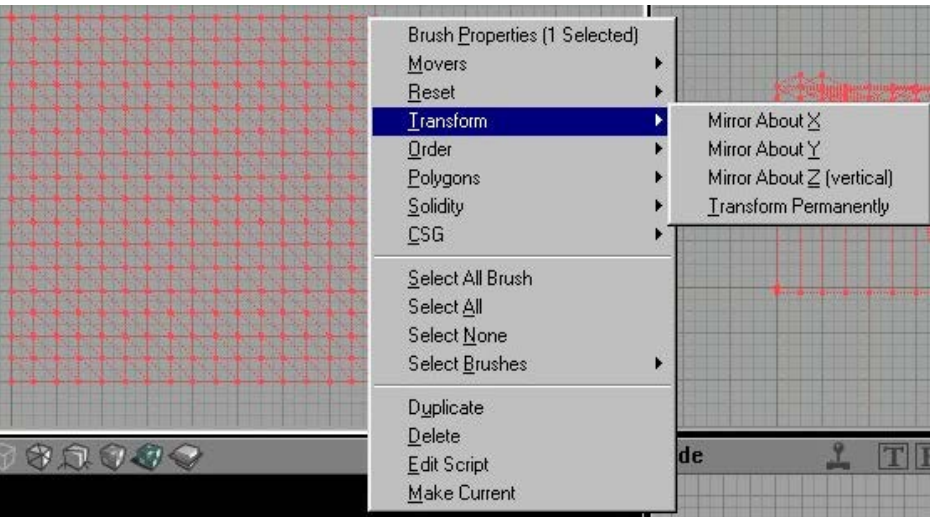 Brush Properties (1 Selected)
Movers
Reset
Transform
Mirror About X
Mirror About Y
Mirror About Z (vertical)
Transform Permanently
Order
Polygons
Solidity
CSG
Select All Brush
Select All
Select None
Select Brushes
Duplicate
Delete
Edit Script
Make Current
de
T